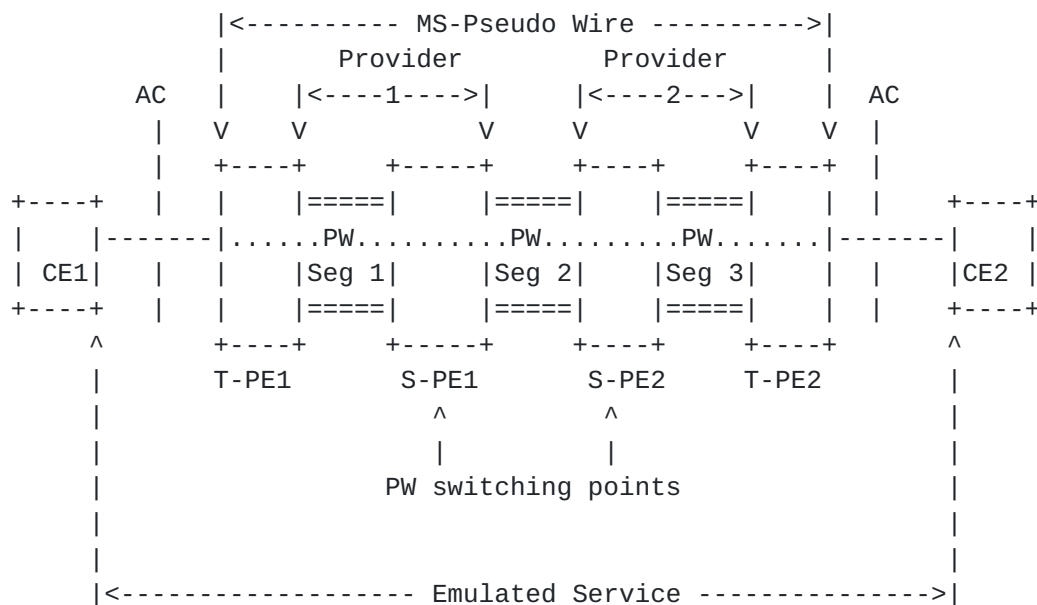 |<---------- MS-Pseudo Wire ---------->|
|      Provider         Provider       |
AC   |    |<----1---->|     |<----2--->|    |  AC
|   V    V           V     V          V    V  |
|   +----+     +-----+     +----+     +----+  |
+----+   |   |    |=====|     |=====|    |=====|    |  |    +----+
|    |-------|......PW..........PW.........PW.......|-------|    |
| CE1|   |   |    |Seg 1|     |Seg 2|    |Seg 3|    |  |    |CE2 |
+----+   |   |    |=====|     |=====|    |=====|    |  |    +----+
^       +----+     +-----+     +----+     +----+       ^
|       T-PE1       S-PE1       S-PE2      T-PE2       |
|                     ^          ^                     |
|                     |          |                     |
|                  PW switching points                 |
|                                                      |
|                                                      |
|<------------------- Emulated Service --------------->|